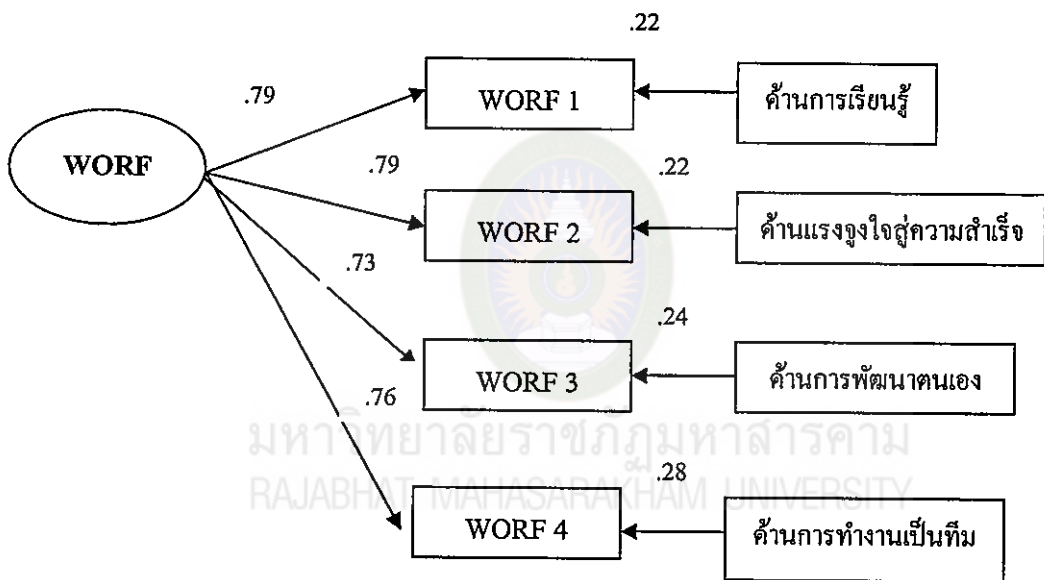 .22
.79
WORF 1
ด้านการเรียนรู้
WORF
.79
.22
WORF 2
ด้านแรงจูงใจสู่ความสำเร็จ
.73
.24
WORF 3
ด้านการพัฒนาตนเอง
.76
มหาวิทยาลัยราชภัฏมหาสารคาม
.28
RAJABHAT MAHASARAKHAM UNIVERSITY
WORF 4
ด้านการทำงานเป็นทีม